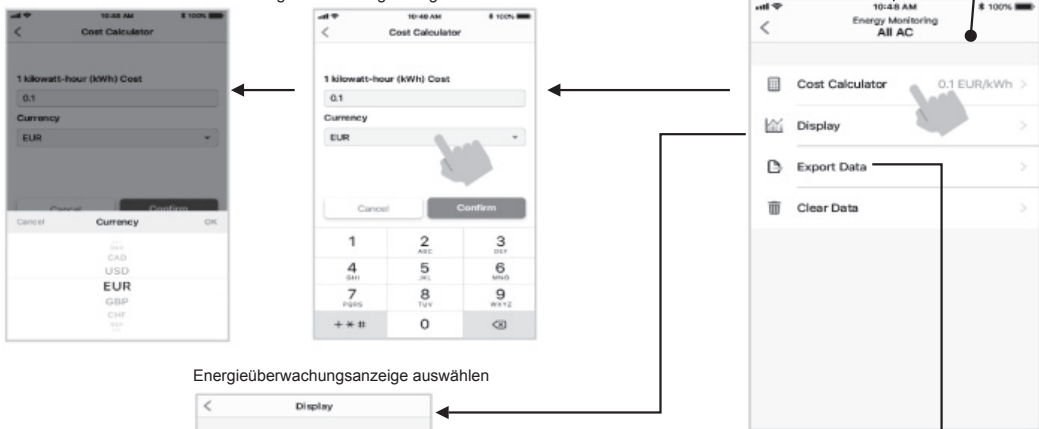 10:48 AM 100%
Cost Calculator
1 kilowatt-hour (kWh) Cost
0.1
Currency
EUR
Cancel Confirm
Cancel Currency OK
CAD
USD
EUR
GBP
CHF
10:48 AM 100%
Cost Calculator
1 kilowatt-hour (kWh) Cost
0.1
Currency
EUR
Cancel Confirm
1 2 ABC 3 DEF
4 GHI 5 JKL 6 MNO
7 PQRS 8 TUV 9 WXYZ
+ * # 0
10:48 AM 100%
Energy Monitoring
All AC
Cost Calculator 0.1 EUR/kWh >
Display >
Export Data >
Clear Data >
Energieüberwachungsanzeige auswählen
Display